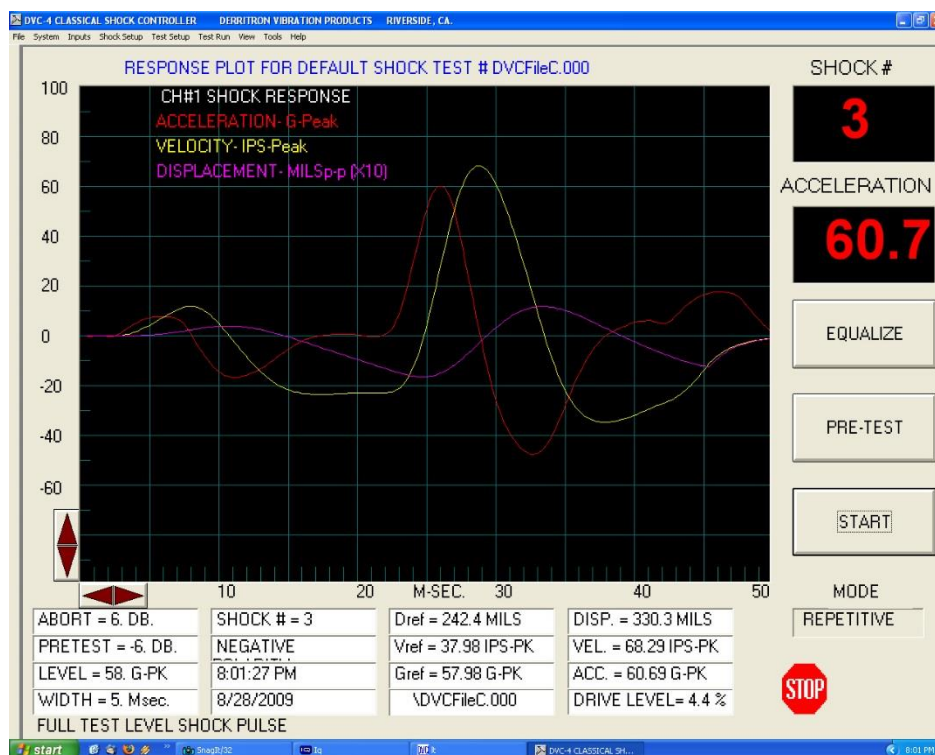 DVC-4 CLASSICAL SHOCK CONTROLLER DERRITRON VIBRATION PRODUCTS RIVERSIDE, CA.
File System Inputs Shock Setup Test Setup Test Run View Tools Help
RESPONSE PLOT FOR DEFAULT SHOCK TEST # DVCFileC.000
CH#1 SHOCK RESPONSE
ACCELERATION- G-Peak
VELOCITY- IPS-Peak
DISPLACEMENT- MILSp-p (X10)
100
80
60
40
20
0
-20
-40
-60
10 20 M-SEC. 30 40 50
SHOCK #
3
ACCELERATION
60.7
EQUALIZE
PRE-TEST
START
MODE
REPETITIVE
STOP
ABORT = 6. DB. SHOCK # = 3 Dref = 242.4 MILS DISP. = 330.3 MILS
PRETEST = -6. DB. NEGATIVE Vref = 37.98 IPS-PK VEL. = 68.29 IPS-PK
LEVEL = 58. G-PK 8:01:27 PM Gref = 57.98 G-PK ACC. = 60.69 G-PK
WIDTH = 5. Msec. 8/28/2009 \DVCFileC.000 DRIVE LEVEL= 4.4 %
FULL TEST LEVEL SHOCK PULSE
start SnagIt/32 DVC-4 CLASSICAL SH... 8:01 PM